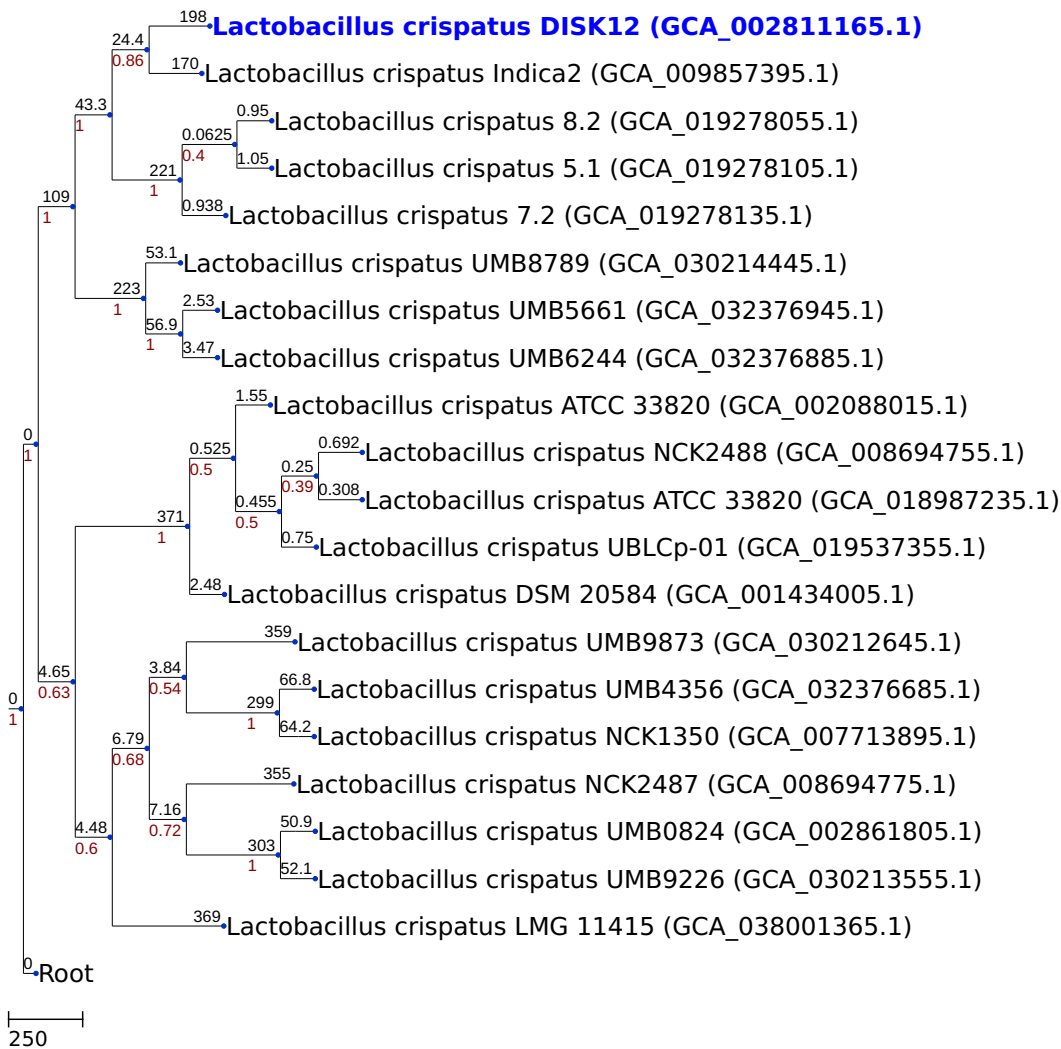 198
Lactobacillus crispatus DISK12 (GCA_002811165.1)
24.4
0.86
170
Lactobacillus crispatus Indica2 (GCA_009857395.1)
43.3
1
0.95
Lactobacillus crispatus 8.2 (GCA_019278055.1)
0.0625
0.4
1.05
Lactobacillus crispatus 5.1 (GCA_019278105.1)
221
1
0.938
Lactobacillus crispatus 7.2 (GCA_019278135.1)
109
1
53.1
Lactobacillus crispatus UMB8789 (GCA_030214445.1)
223
1
2.53
Lactobacillus crispatus UMB5661 (GCA_032376945.1)
56.9
1
3.47
Lactobacillus crispatus UMB6244 (GCA_032376885.1)
1.55
Lactobacillus crispatus ATCC 33820 (GCA_002088015.1)
0
1
0.525
0.5
0.692
Lactobacillus crispatus NCK2488 (GCA_008694755.1)
0.25
0.39
0.308
Lactobacillus crispatus ATCC 33820 (GCA_018987235.1)
0.455
0.5
371
1
0.75
Lactobacillus crispatus UBLCp-01 (GCA_019537355.1)
2.48
Lactobacillus crispatus DSM 20584 (GCA_001434005.1)
359
Lactobacillus crispatus UMB9873 (GCA_030212645.1)
4.65
0.63
3.84
0.54
66.8
Lactobacillus crispatus UMB4356 (GCA_032376685.1)
299
1
0
1
64.2
Lactobacillus crispatus NCK1350 (GCA_007713895.1)
6.79
0.68
355
Lactobacillus crispatus NCK2487 (GCA_008694775.1)
7.16
0.72
50.9
Lactobacillus crispatus UMB0824 (GCA_002861805.1)
4.48
0.6
303
1
52.1
Lactobacillus crispatus UMB9226 (GCA_030213555.1)
369
Lactobacillus crispatus LMG 11415 (GCA_038001365.1)
0
Root
250